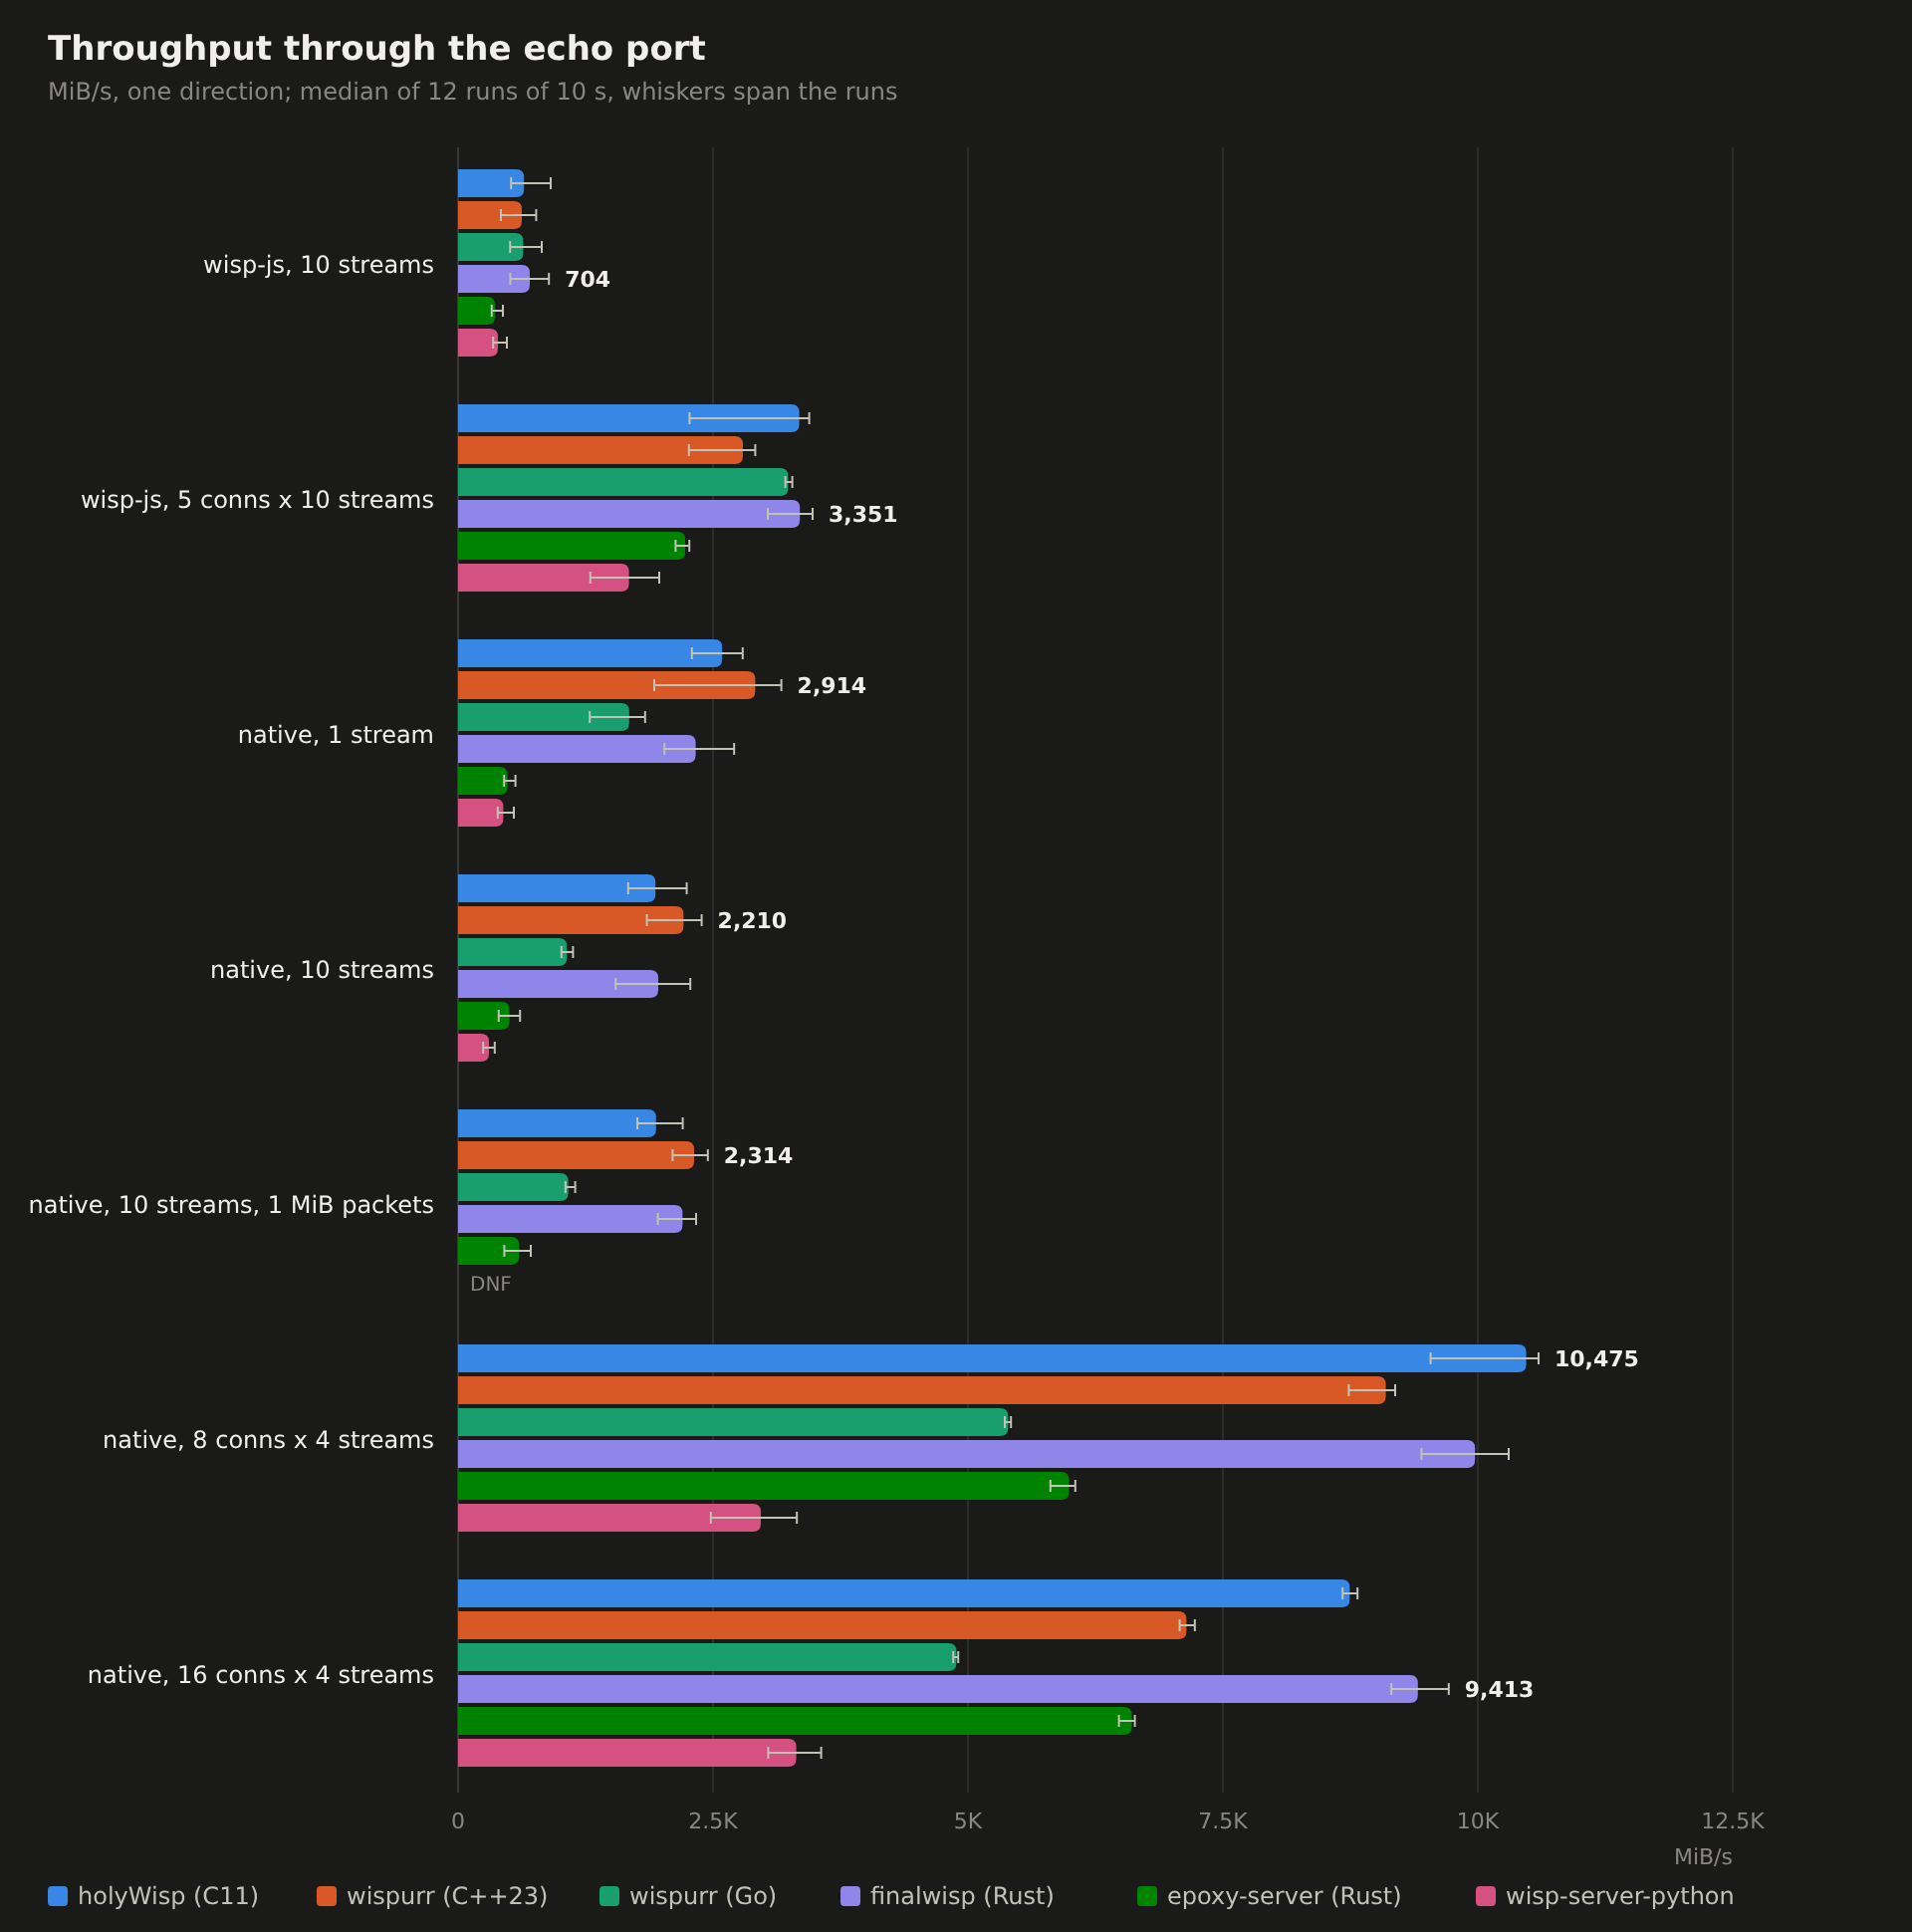 Throughput through the echo port
MiB/s, one direction; median of 12 runs of 10 s, whiskers span the runs
wisp-js, 10 streams
704
wisp-js, 5 conns x 10 streams
3,351
native, 1 stream
2,914
native, 10 streams
2,210
native, 10 streams, 1 MiB packets
2,314
DNF
native, 8 conns x 4 streams
10,475
native, 16 conns x 4 streams
9,413
0 2.5K 5K 7.5K 10K 12.5K
MiB/s
holyWisp (C11) wispurr (C++23) wispurr (Go) finalwisp (Rust) epoxy-server (Rust) wisp-server-python